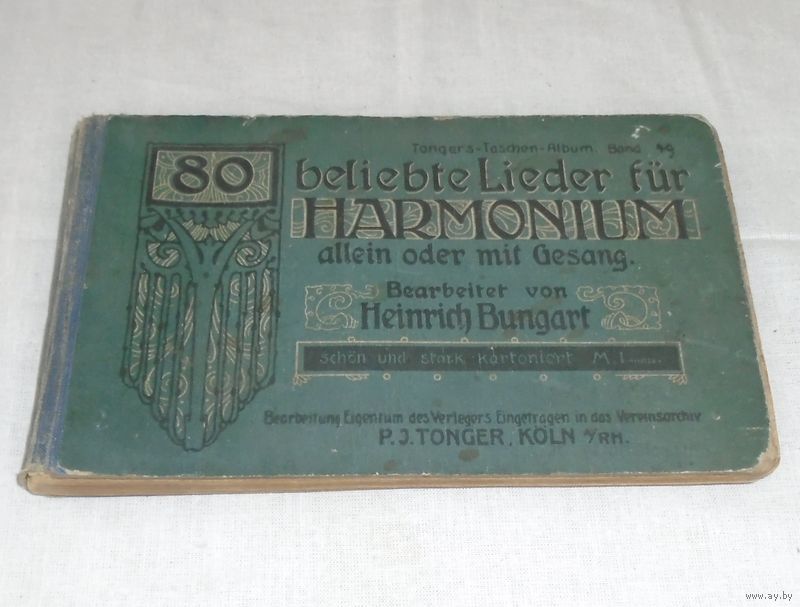 Tongers-Taschen-Album. Band 49
80
beliebte Lieder für
HARMONIUM
allein oder mit Gesang.
Bearbeitet von
Heinrich Bungart
Schön und stark kartoniert M. 1
Bearbeitung Eigentum des Verlegers Eingetragen in das Vereinsarchiv
P. J. TONGER, KÖLN a/RH.
www.ay.by